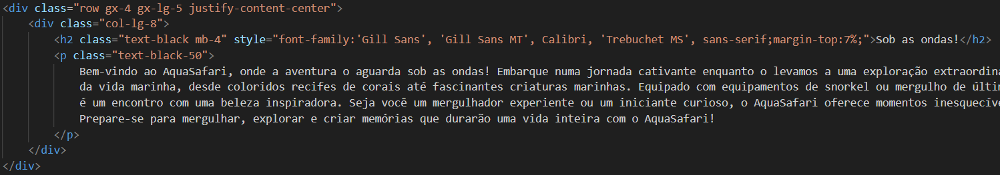 <div class="row gx-4 gx-lg-5 justify-content-center">
<div class="col-lg-8">
<h2 class="text-black mb-4" style="font-family:'Gill Sans', 'Gill Sans MT', Calibri, 'Trebuchet MS', sans-serif;margin-top:7%;">Sob as ondas!</h2>
<p class="text-black-50">
Bem-vindo ao AquaSafari, onde a aventura o aguarda sob as ondas! Embarque numa jornada cativante enquanto o levamos a uma exploração
da vida marinha, desde coloridos recifes de corais até fascinantes criaturas marinhas. Equipado com equipamentos de snorkel ou mergulho de
é um encontro com uma beleza inspiradora. Seja você um mergulhador experiente ou um iniciante curioso, o AquaSafari oferece momentos
Prepare-se para mergulhar, explorar e criar memórias que durarão uma vida inteira com o AquaSafari!
</p>
</div>
</div>